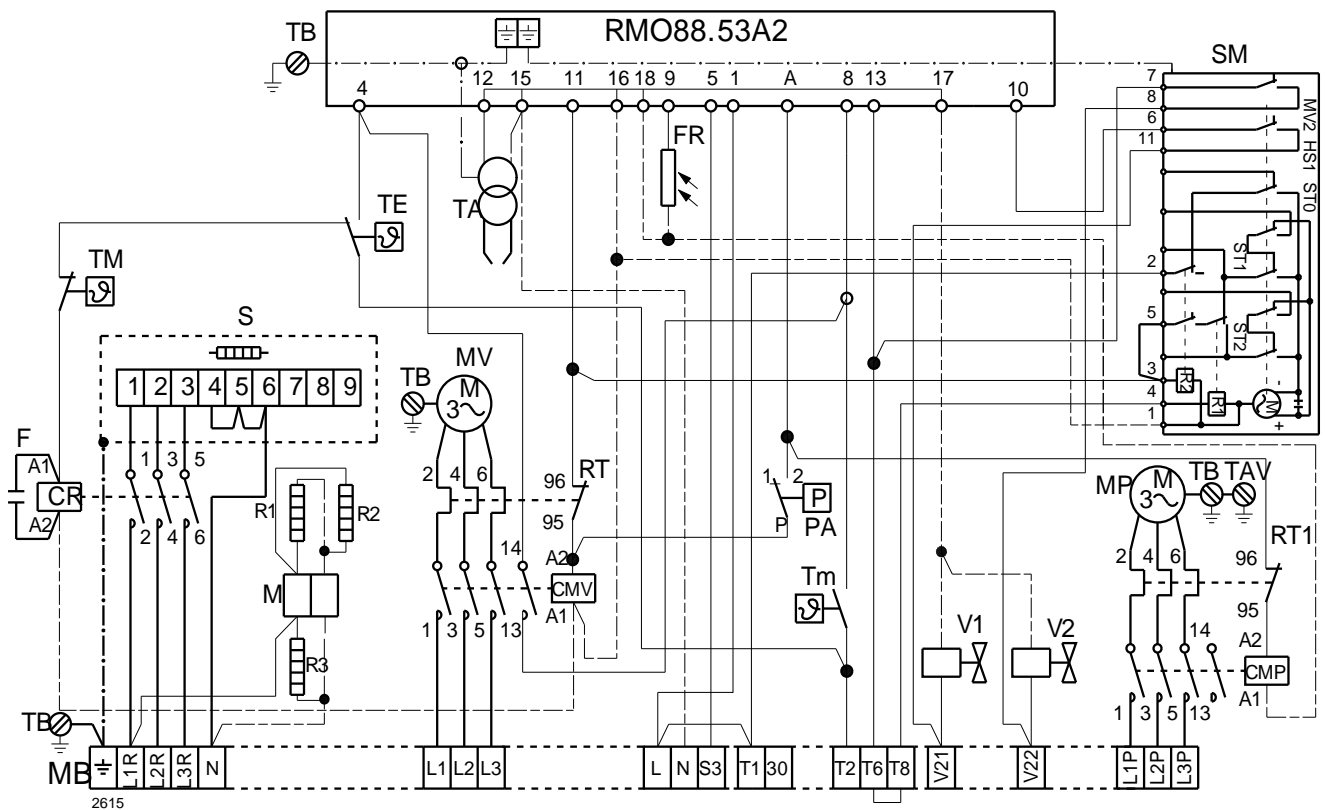 RMO88.53A2
TB
SM
4 12 15 11 16 18 9 5 1 A 8 13 17 10
7
8
6
11
2
5
3
4
1
MV2 HS1 ST0
ST1
ST2
R2
R1
M
-
+
FR
TA
TE
ϑ
TM
ϑ
S
1 2 3 4 5 6 7 8 9
TB
MV
M
3~
F
A1
CR
A2
1 3 5
2 4 6
R1
R2
M
R3
2 4 6
96
RT
95
14
A2
CMV
A1
1 3 5 13
1 2
P
P
PA
Tm
ϑ
V1
V2
MP
M
3~
TB TAV
2 4 6
96
RT1
95
14
A2
CMP
A1
1 3 5 13
TB
MB
L1R L2R L3R N
L1 L2 L3
L N S3 T1 30 T2 T6 T8 V21 V22
L1P L2P L3P
2615